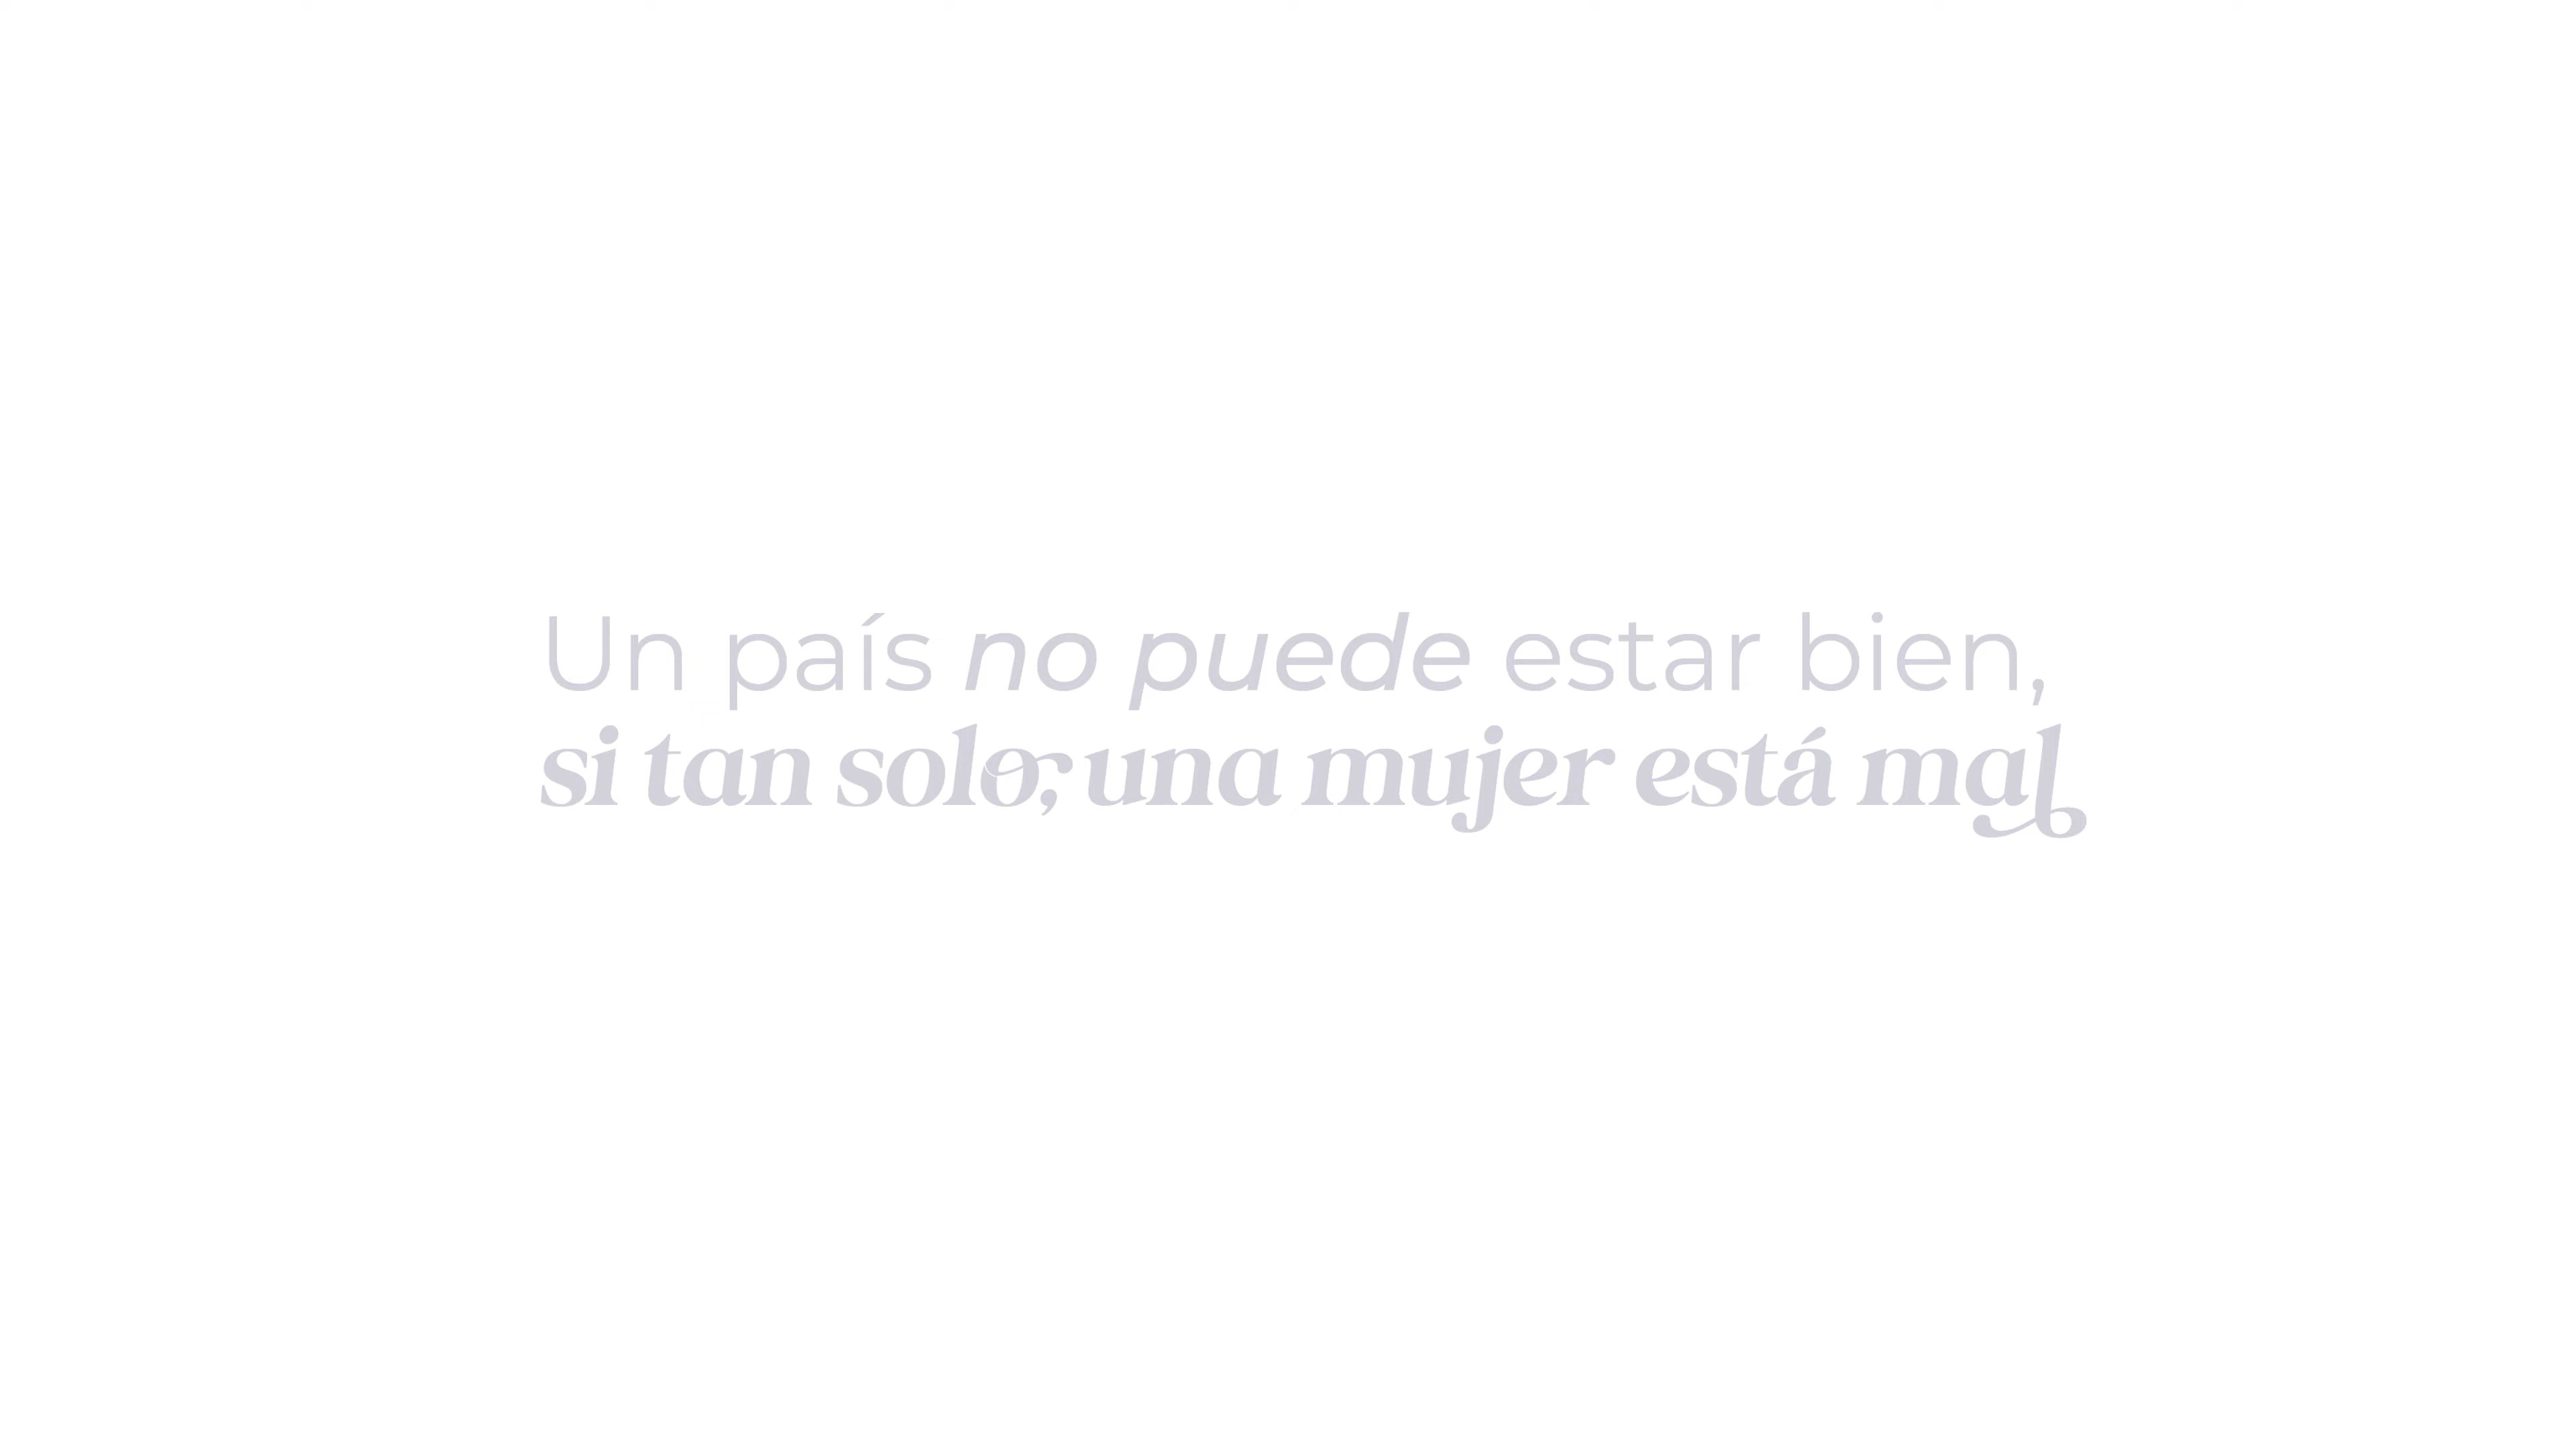 Un país no puede estar bien,
si tan solo, una mujer está mal